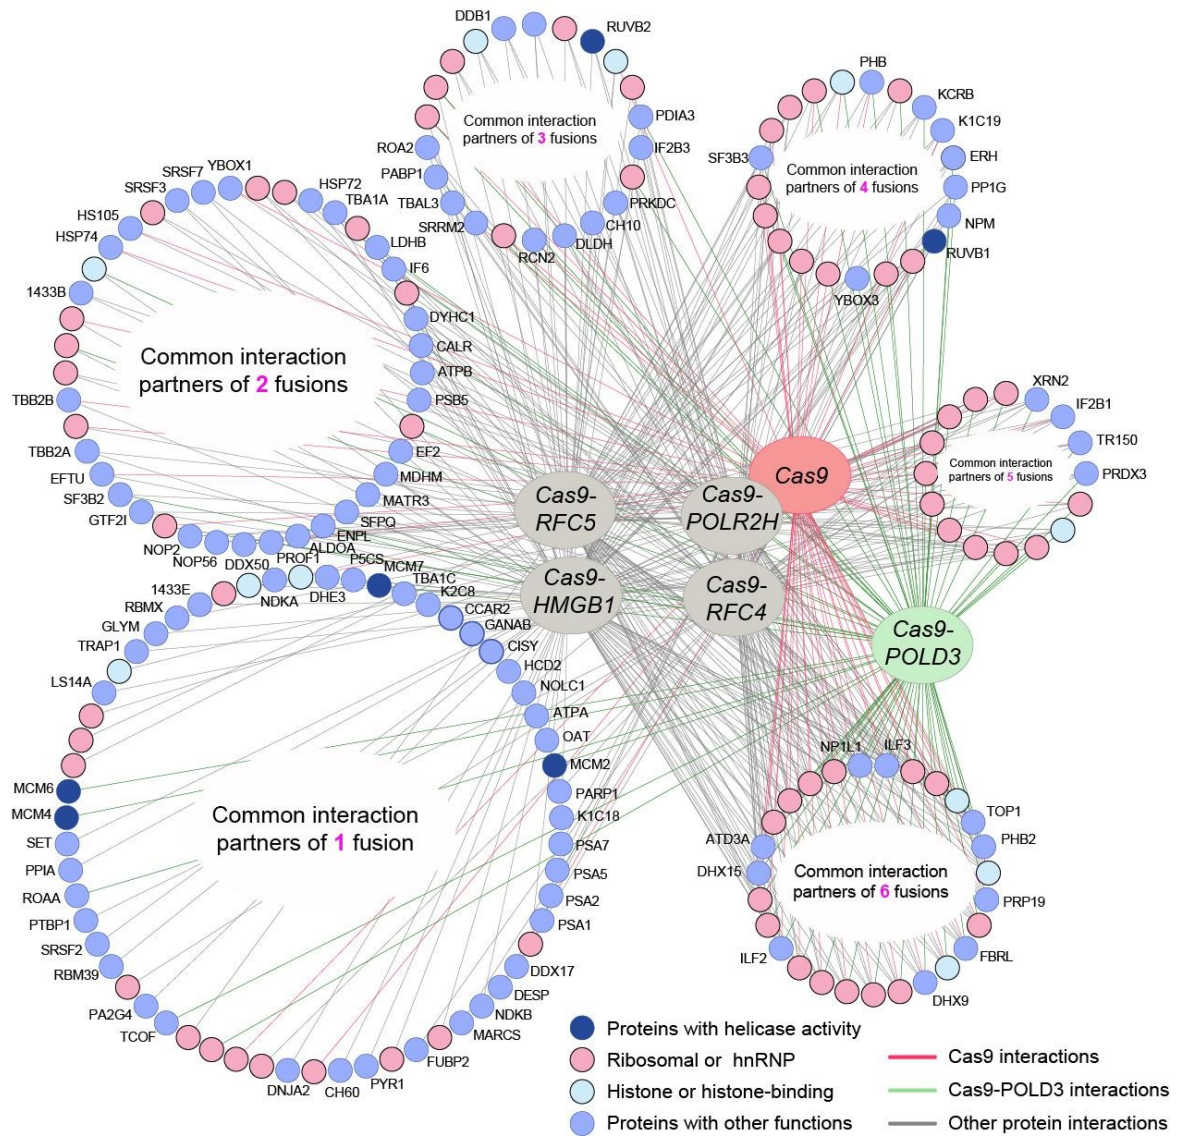 DDB1
RUVB2
PDIA3
IF2B3
PRKDC
CH10
DLDH
RCN2
SRRM2
TBAL3
PABP1
ROA2
Common interaction
partners of 3 fusions
PHB
KCRB
K1C19
ERH
PP1G
NPM
RUVB1
YBOX3
SF3B3
Common interaction
partners of 4 fusions
YBOX1
SRSF7
SRSF3
HS105
HSP74
1433B
TBB2B
TBB2A
EFTU
SF3B2
GTF2I
NOP2
NOP56
DDX50
PROF1
ALDOA
ENPL
SFPQ
MATR3
MDHM
EF2
PSB5
ATPB
CALR
DYHC1
IF6
LDHB
TBA1A
HSP72
Common interaction
partners of 2 fusions
XRN2
IF2B1
TR150
PRDX3
Common interaction
partners of 5 fusions
Cas9
Cas9-
RFC5
Cas9-
POLR2H
Cas9-
HMGB1
Cas9-
RFC4
Cas9-
POLD3
1433E
RBMX
GLYM
TRAP1
LS14A
MCM6
MCM4
SET
PPIA
ROAA
PTBP1
SRSF2
RBM39
PA2G4
TCOF
DNJA2
CH60
PYR1
FUBP2
MARCS
NDKB
DESP
DDX17
PSA1
PSA2
PSA5
PSA7
K1C18
PARP1
MCM2
OAT
ATPA
NOLC1
HCD2
CISY
GANAB
CCAR2
K2C8
TBA1C
MCM7
P5CS
DHE3
NDKA
Common interaction
partners of 1 fusion
NP1L1
ILF3
TOP1
PHB2
PRP19
FBRL
DHX9
ILF2
DHX15
ATD3A
Common interaction
partners of 6 fusions
Proteins with helicase activity
Ribosomal or hnRNP
Histone or histone-binding
Proteins with other functions
Cas9 interactions
Cas9-POLD3 interactions
Other protein interactions